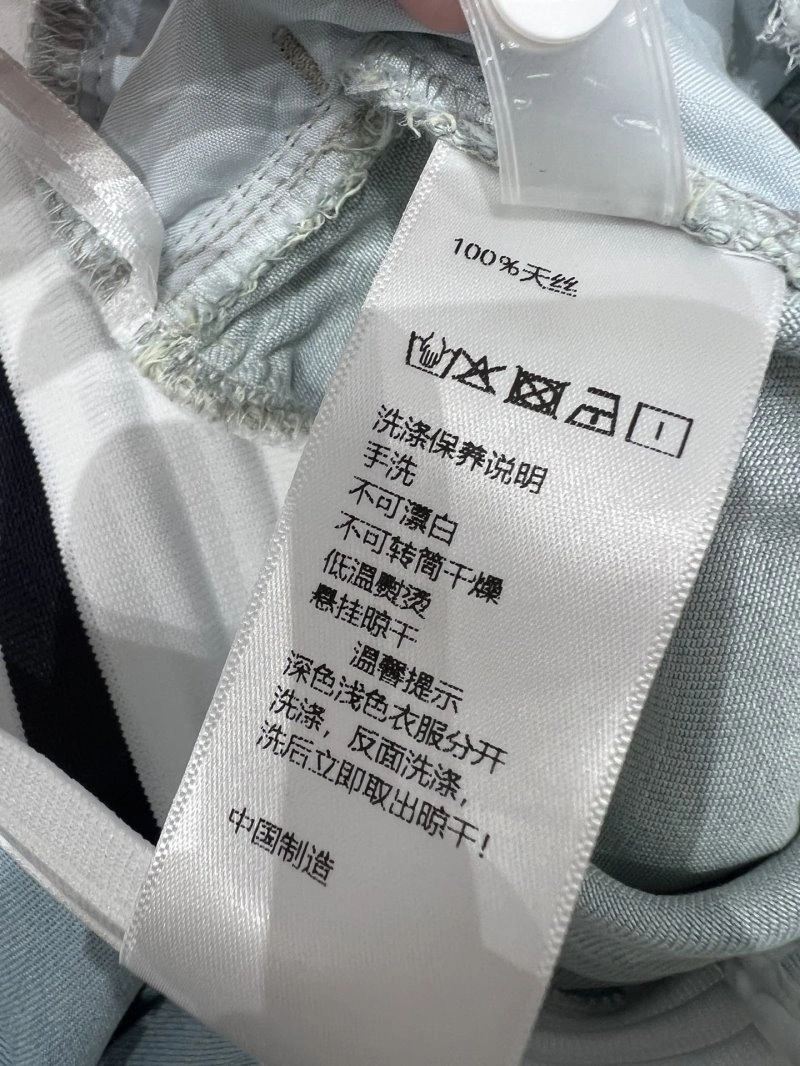 100%天丝
洗涤保养说明
手洗
不可漂白
不可转筒干燥
低温熨烫
悬挂晾干
温馨提示
深色浅色衣服分开
洗涤，反面洗涤，
洗后立即取出晾干！
中国制造